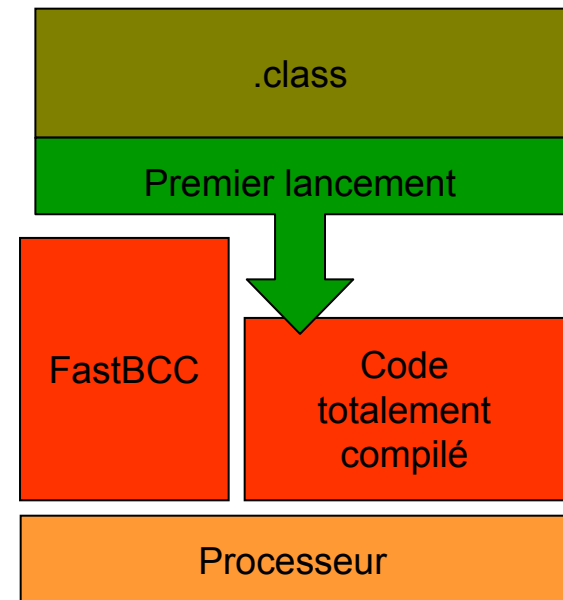 .class
Premier lancement
FastBCC
Code
totalement
compilé
Processeur